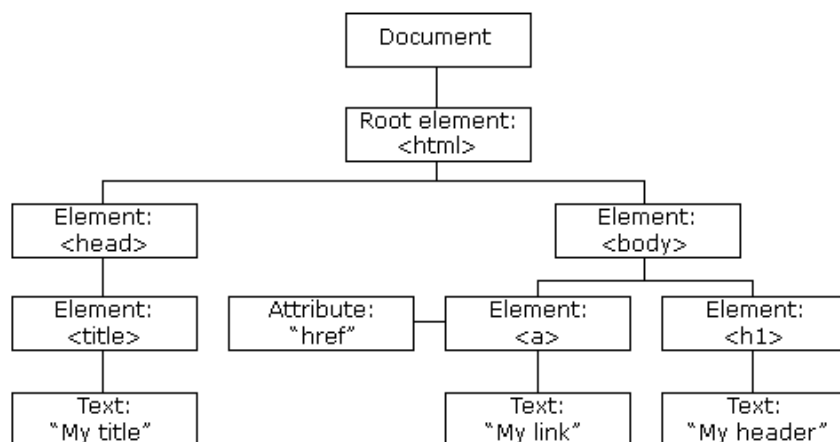 Document
Root element:
<html>
Element:
<head>
Element:
<body>
Element:
<title>
Attribute:
“href”
Element:
<a>
Element:
<h1>
Text:
“My title”
Text:
“My link”
Text:
“My header”